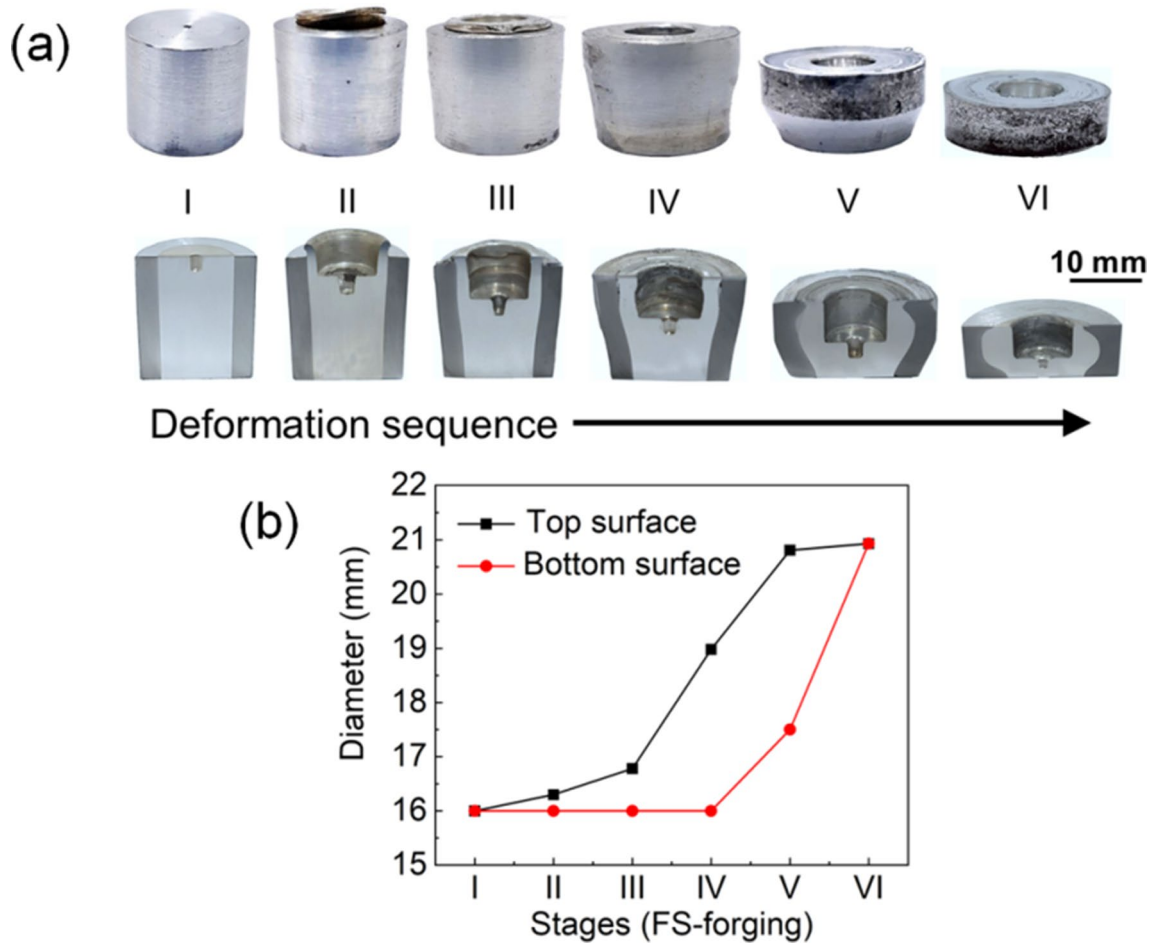 (a)
I II III IV V VI
10 mm
Deformation sequence
(b)
22
21
20
19
18
17
16
15
Diameter (mm)
Top surface
Bottom surface
I II III IV V VI
Stages (FS-forging)